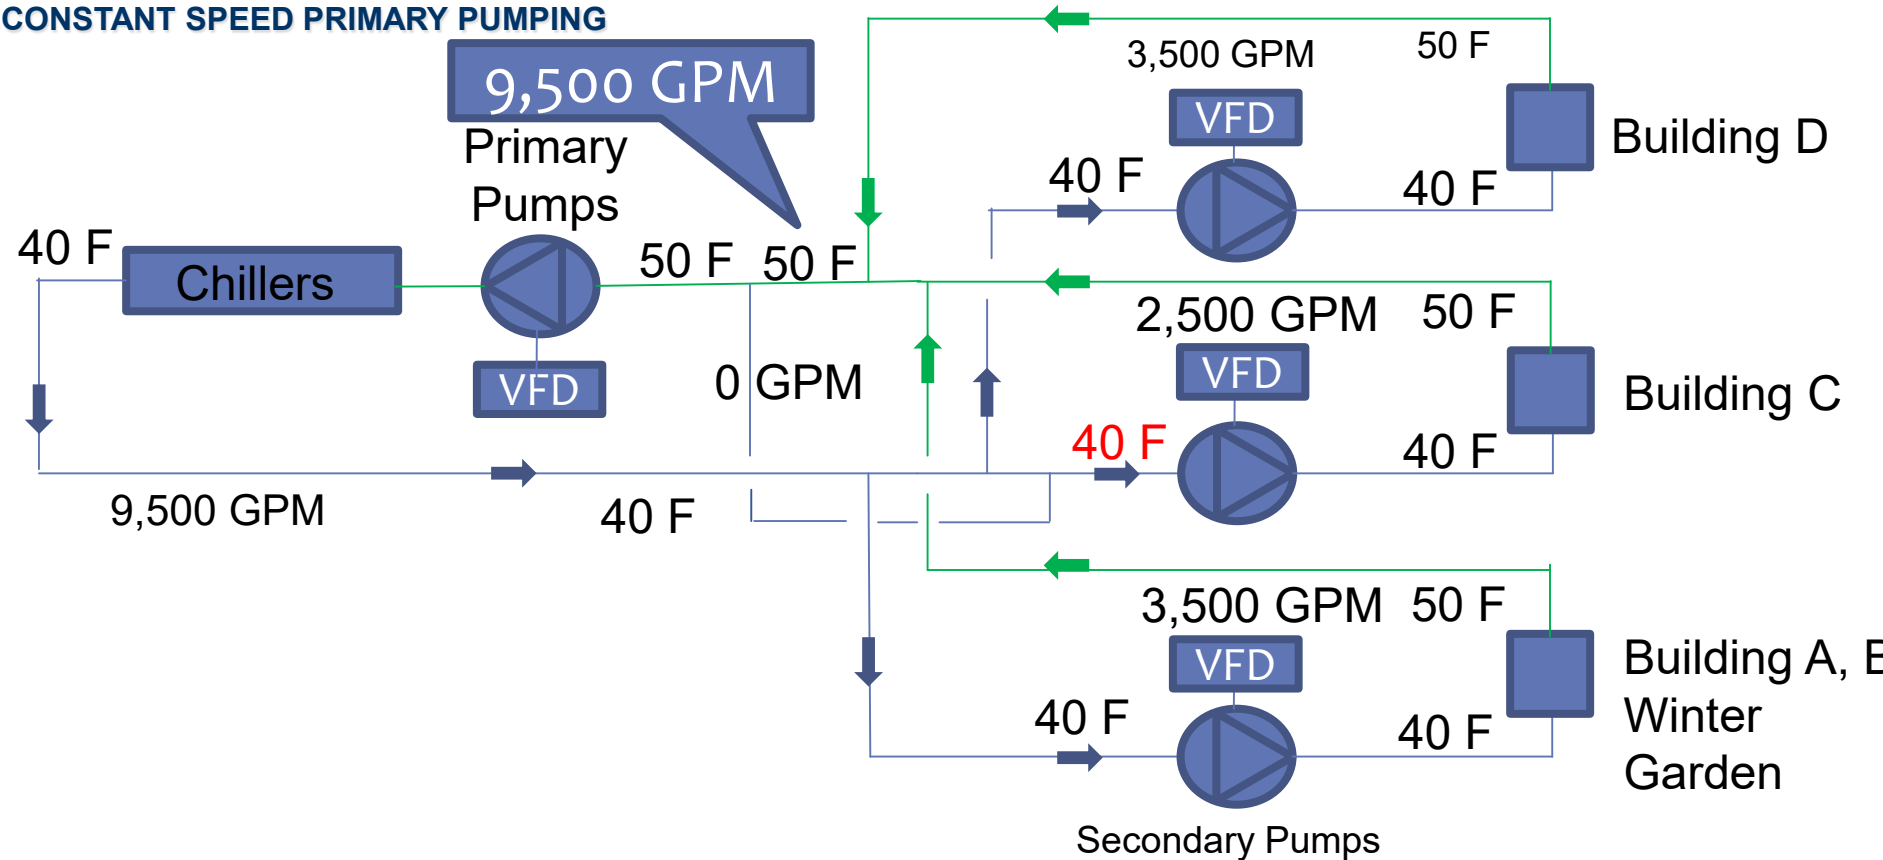 CONSTANT SPEED PRIMARY PUMPING
9,500 GPM
Primary
Pumps
3,500 GPM
50 F
VFD
Building D
40 F
40 F
40 F
Chillers
50 F
50 F
VFD
0 GPM
2,500 GPM
50 F
VFD
Building C
40 F
40 F
9,500 GPM
40 F
3,500 GPM
50 F
VFD
Building A, B
Winter
Garden
40 F
40 F
Secondary Pumps